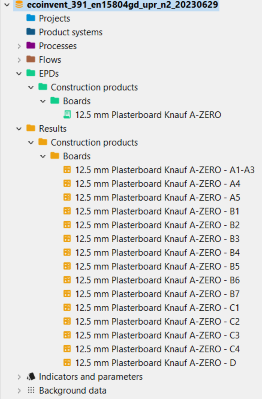 ecoinvent_391_en15804gd_upr_n2_20230629
Projects
Product systems
Processes
Flows
EPDs
Construction products
Boards
12.5 mm Plasterboard Knauf A-ZERO
Results
Construction products
Boards
12.5 mm Plasterboard Knauf A-ZERO - A1-A3
12.5 mm Plasterboard Knauf A-ZERO - A4
12.5 mm Plasterboard Knauf A-ZERO - A5
12.5 mm Plasterboard Knauf A-ZERO - B1
12.5 mm Plasterboard Knauf A-ZERO - B2
12.5 mm Plasterboard Knauf A-ZERO - B3
12.5 mm Plasterboard Knauf A-ZERO - B4
12.5 mm Plasterboard Knauf A-ZERO - B5
12.5 mm Plasterboard Knauf A-ZERO - B6
12.5 mm Plasterboard Knauf A-ZERO - B7
12.5 mm Plasterboard Knauf A-ZERO - C1
12.5 mm Plasterboard Knauf A-ZERO - C2
12.5 mm Plasterboard Knauf A-ZERO - C3
12.5 mm Plasterboard Knauf A-ZERO - C4
12.5 mm Plasterboard Knauf A-ZERO - D
Indicators and parameters
Background data